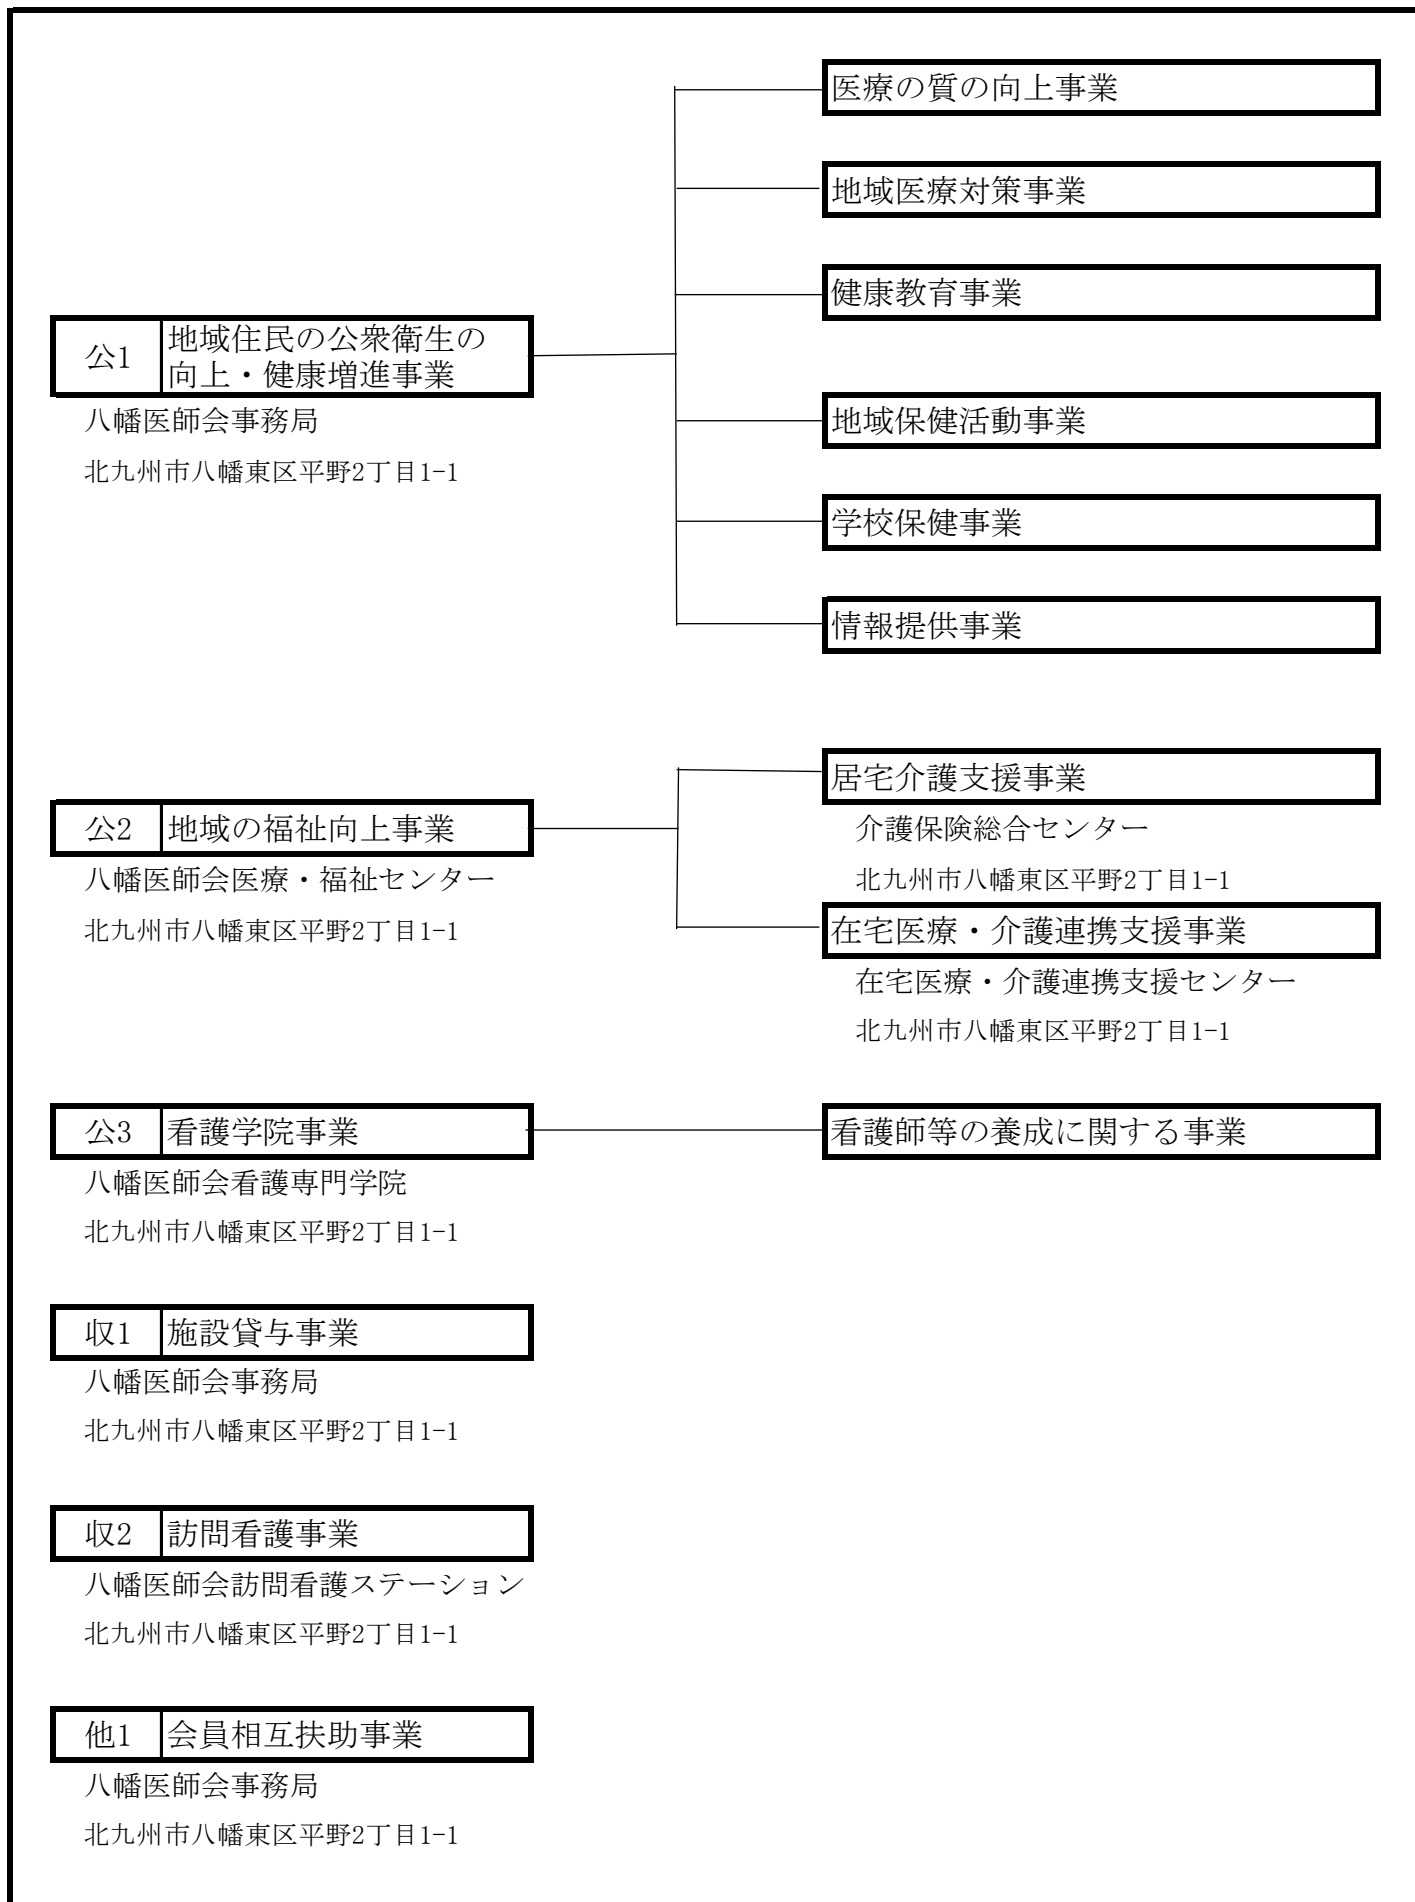 医療の質の向上事業
地域医療対策事業
健康教育事業
公1
地域住民の公衆衛生の
向上・健康増進事業
八幡医師会事務局
北九州市八幡東区平野2丁目1-1
地域保健活動事業
学校保健事業
情報提供事業
公2
地域の福祉向上事業
八幡医師会医療・福祉センター
北九州市八幡東区平野2丁目1-1
居宅介護支援事業
介護保険総合センター
北九州市八幡東区平野2丁目1-1
在宅医療・介護連携支援事業
在宅医療・介護連携支援センター
北九州市八幡東区平野2丁目1-1
公3
看護学院事業
八幡医師会看護専門学院
北九州市八幡東区平野2丁目1-1
看護師等の養成に関する事業
収1
施設貸与事業
八幡医師会事務局
北九州市八幡東区平野2丁目1-1
収2
訪問看護事業
八幡医師会訪問看護ステーション
北九州市八幡東区平野2丁目1-1
他1
会員相互扶助事業
八幡医師会事務局
北九州市八幡東区平野2丁目1-1